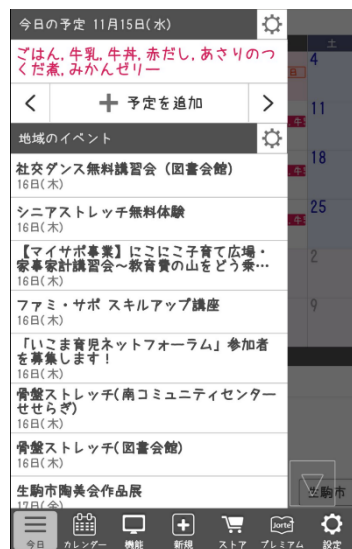 今日の予定 11月15日(水)
ごはん, 牛乳, 牛丼, 赤だし, あさりのつ
くだ煮, みかんゼリー
予定を追加
地域のイベント
社交ダンス無料講習会(図書会館)
16日(木)
シニアストレッチ無料体験
16日(木)
【マイサポ事業】にこにこ子育て広場・
家事家計講習会～教育費の山をどう乗…
16日(木)
ファミ・サポ スキルアップ講座
16日(木)
「いこま育児ネットフォーラム」参加者
を募集します!
16日(木)
骨盤ストレッチ(南コミュニティセンター
せせらぎ)
16日(木)
骨盤ストレッチ(図書会館)
16日(木)
生駒市陶美会作品展
17日(金)
土
4
11
18
25
2
9
生駒市
今日
カレンダー
機能
新規
ストア
Jorte
プレミアム
設定